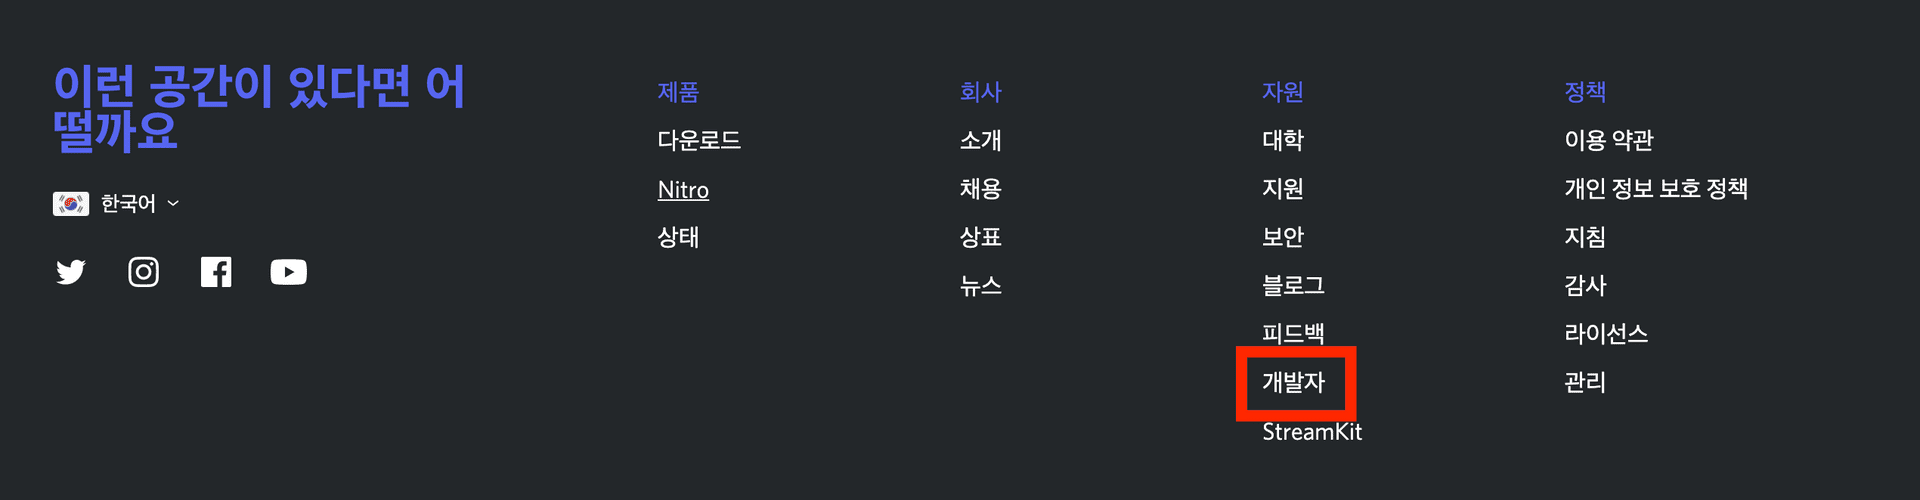 이런 공간이 있다면 어
떨까요
한국어
제품
다운로드
Nitro
상태
회사
소개
채용
상표
뉴스
자원
대학
지원
보안
블로그
피드백
개발자
StreamKit
정책
이용 약관
개인 정보 보호 정책
지침
감사
라이선스
관리